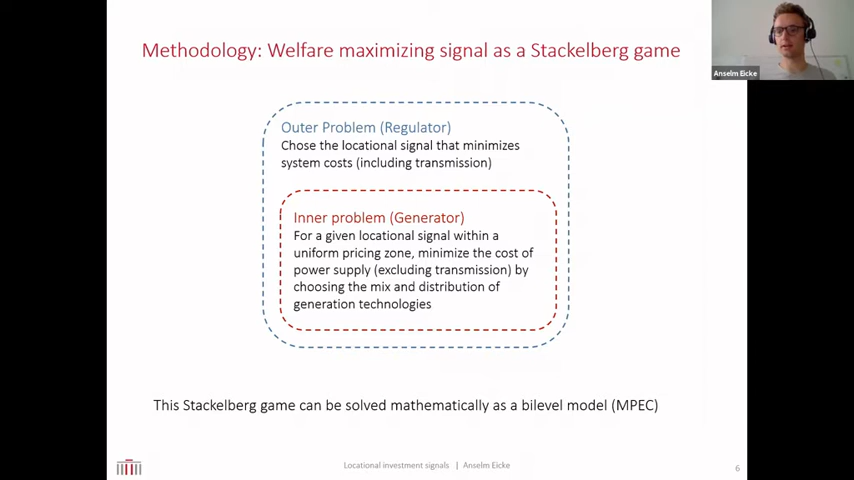 Methodology: Welfare maximizing signal as a Stackelberg game
Anselm Eicke
Outer Problem (Regulator)
Chose the locational signal that minimizes
system costs (including transmission)
Inner problem (Generator)
For a given locational signal within a
uniform pricing zone, minimize the cost of
power supply (excluding transmission) by
choosing the mix and distribution of
generation technologies
This Stackelberg game can be solved mathematically as a bilevel model (MPEC)
Locational investment signals | Anselm Eicke
6